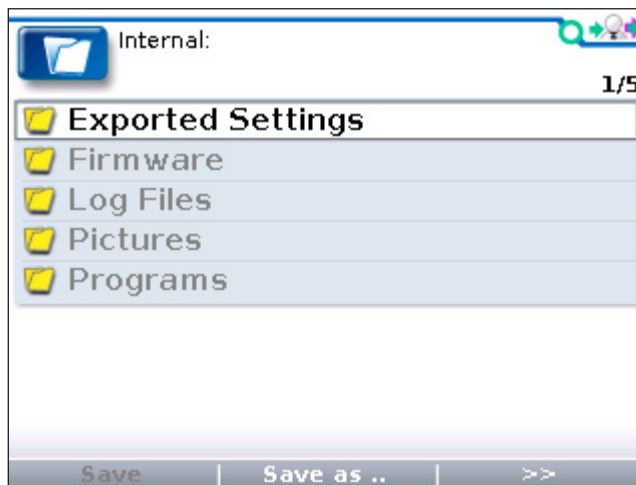 Internal:
1/5
Exported Settings
Firmware
Log Files
Pictures
Programs
Save | Save as .. | >>